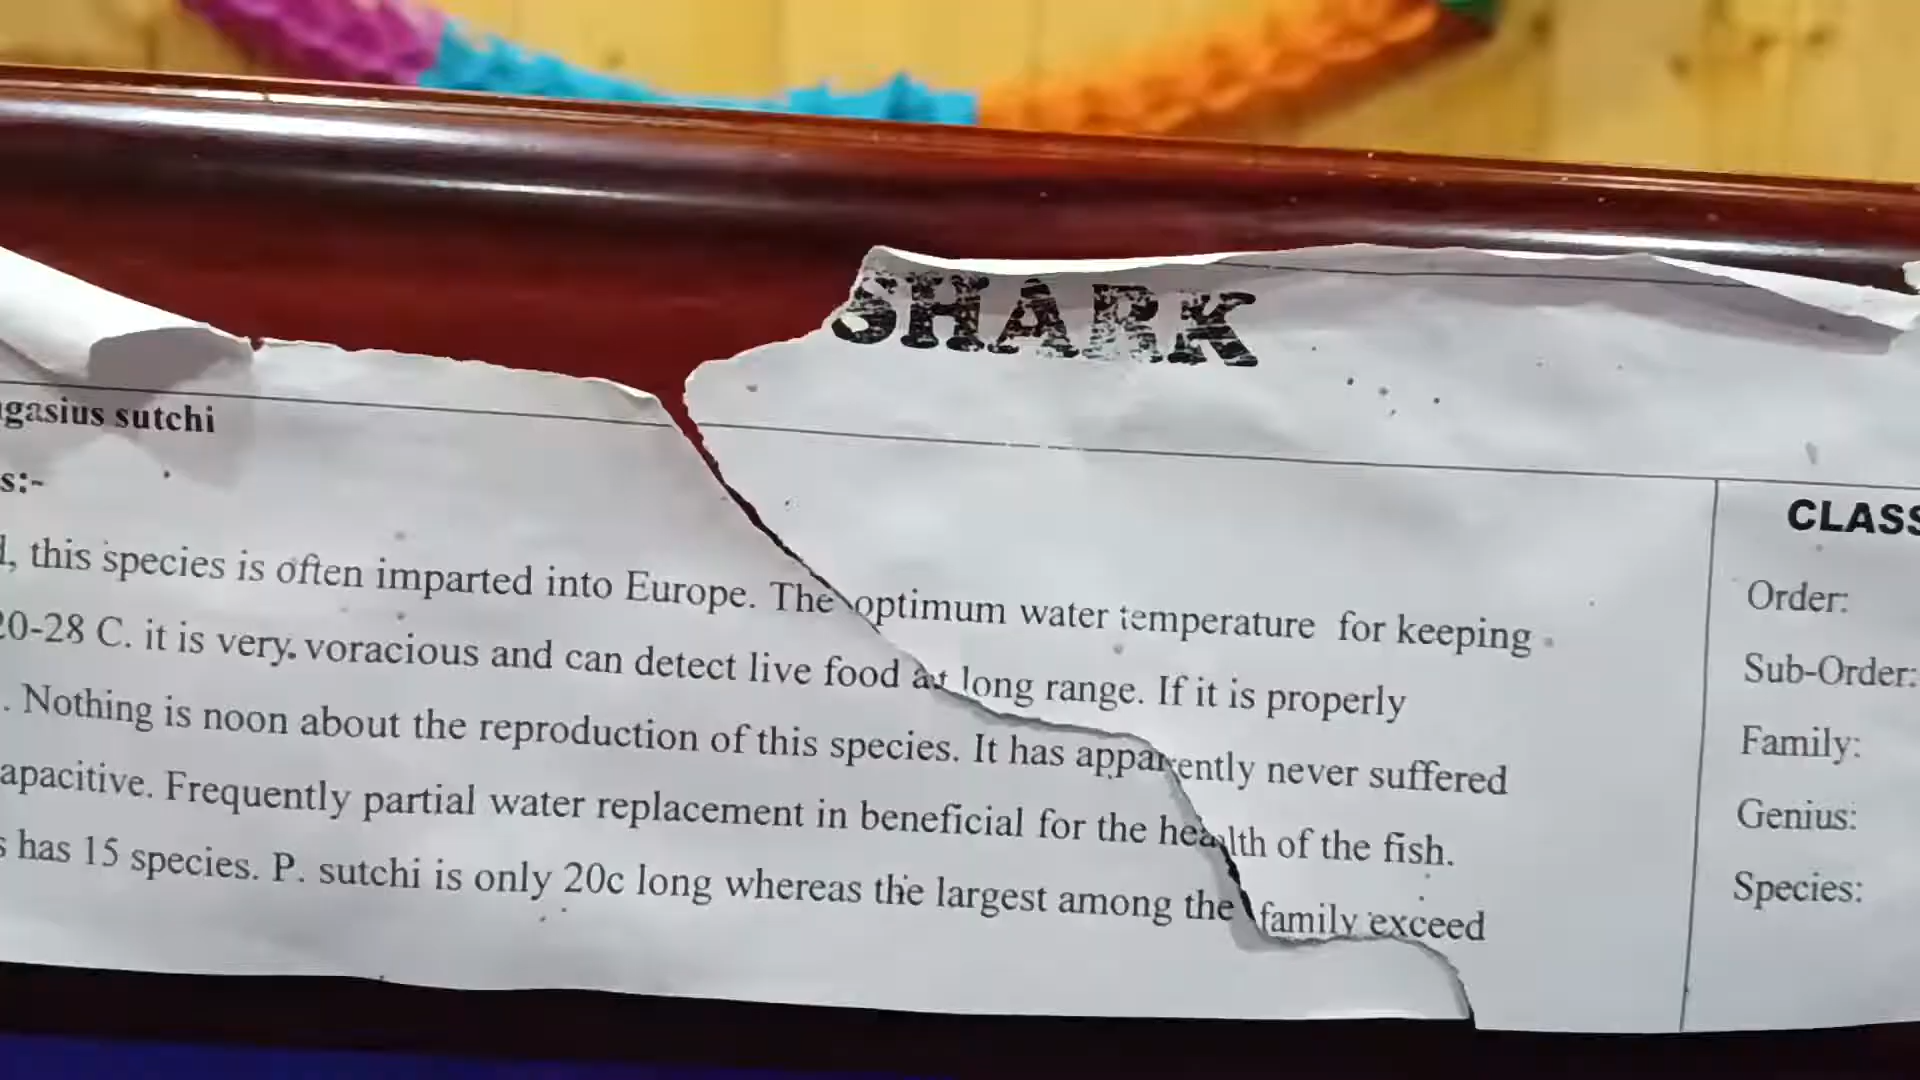 SHARK
gasius sutchi
s:-
, this species is often imparted into Europe. The optimum water temperature for keeping
20-28 C. it is very. voracious and can detect live food at long range. If it is properly
. Nothing is noon about the reproduction of this species. It has apparently never suffered
apacitive. Frequently partial water replacement in beneficial for the health of the fish.
s has 15 species. P. sutchi is only 20c long whereas the largest among the family exceed
CLASS
Order:
Sub-Order:
Family:
Genius:
Species: